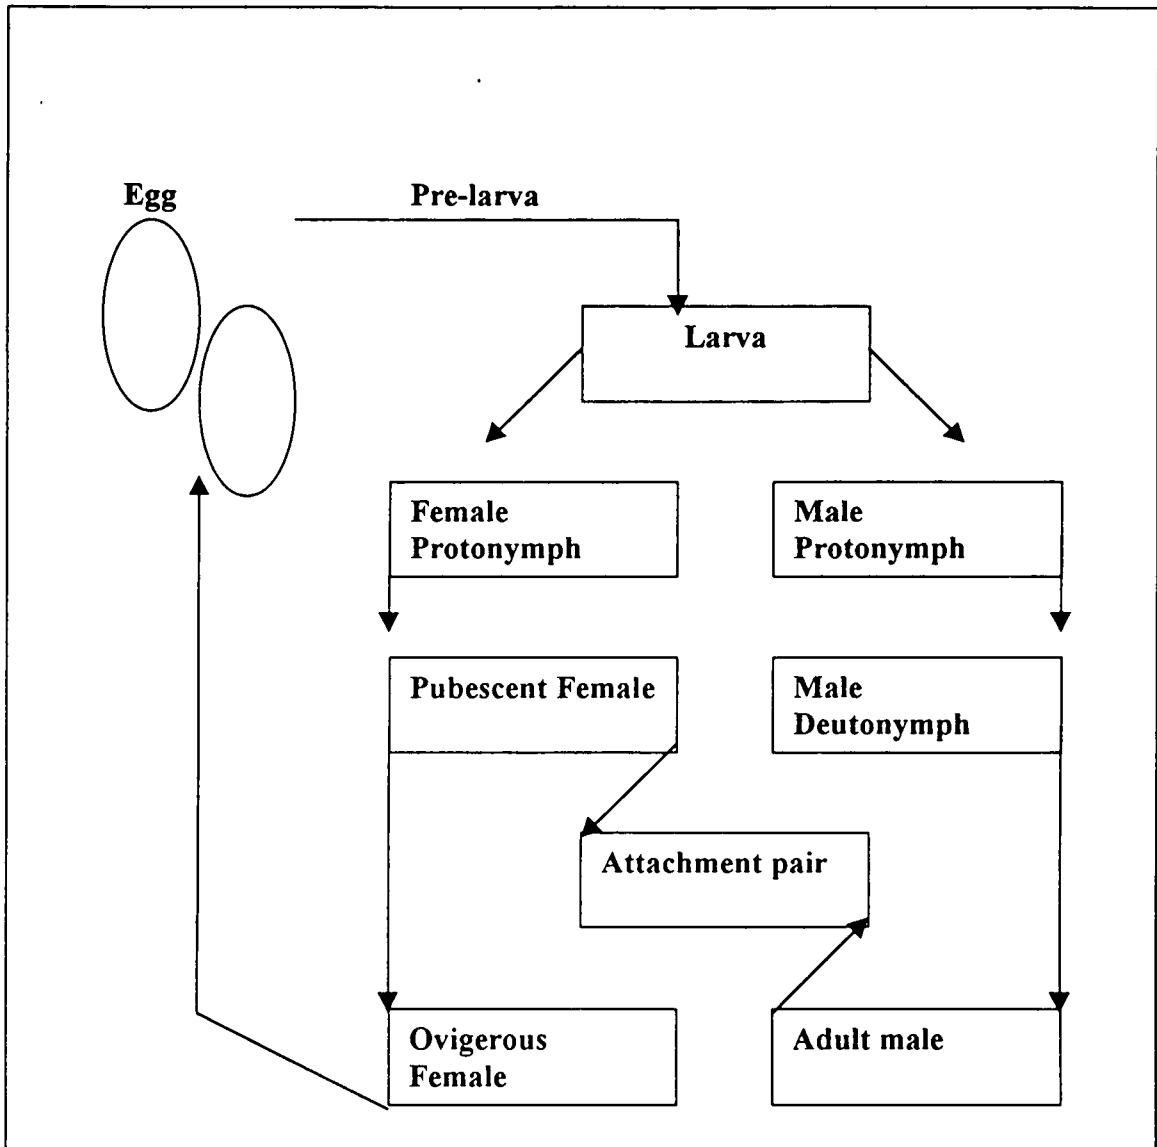 Egg
Pre-larva
Larva
Female
Protonymph
Male
Protonymph
Pubescent Female
Male
Deutonymph
Attachment pair
Ovigerous
Female
Adult male